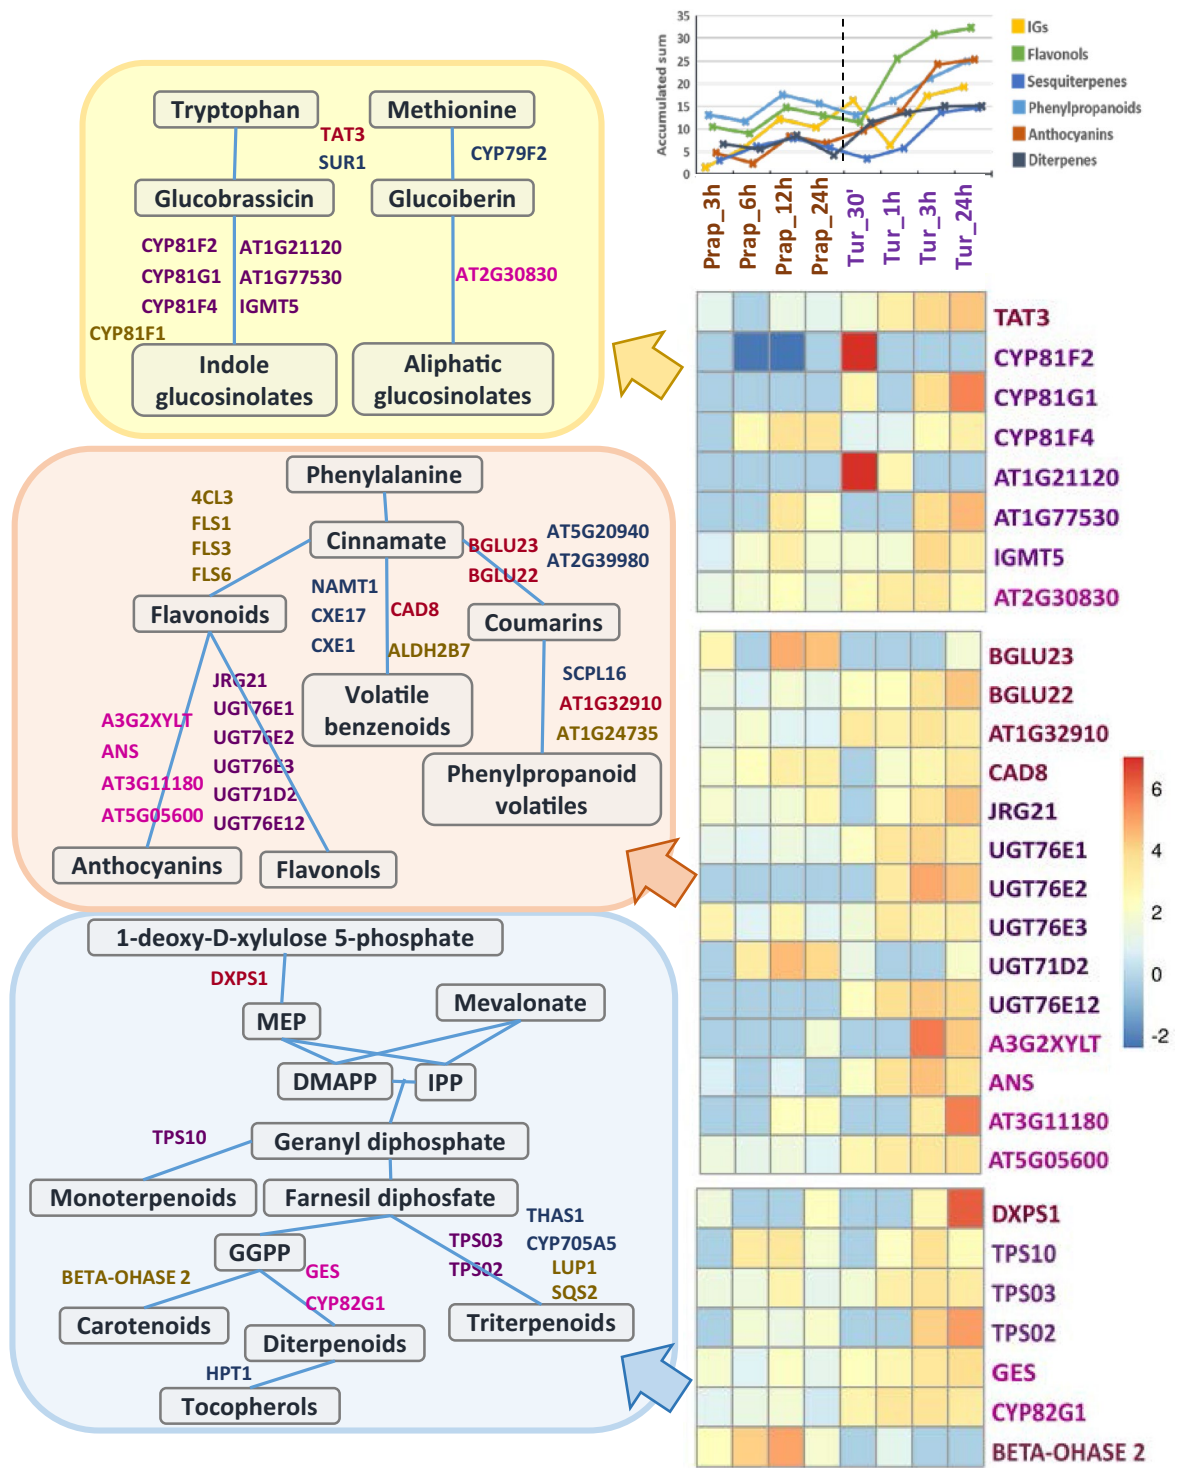 35
30
25
20
15
10
5
0
Accumulated sum
IGs
Flavonols
Sesquiterpenes
Phenylpropanoids
Anthocyanins
Diterpenes
Prap_3h
Prap_6h
Prap_12h
Prap_24h
Tur_30'
Tur_1h
Tur_3h
Tur_24h
Tryptophan
Methionine
TAT3
SUR1
CYP79F2
Glucobrassicin
Glucoiberin
CYP81F2
AT1G21120
CYP81G1
AT1G77530
AT2G30830
CYP81F4
IGMT5
CYP81F1
Indole
glucosinolates
Aliphatic
glucosinolates
Phenylalanine
4CL3
FLS1
FLS3
FLS6
Cinnamate
BGLU23
BGLU22
AT5G20940
AT2G39980
NAMT1
CXE17
CXE1
CAD8
ALDH2B7
Flavonoids
Coumarins
Volatile
benzenoids
SCPL16
AT1G32910
AT1G24735
JRG21
UGT76E1
UGT76E2
UGT76E3
UGT71D2
UGT76E12
A3G2XYLT
ANS
AT3G11180
AT5G05600
Phenylpropanoid
volatiles
Anthocyanins
Flavonols
1-deoxy-D-xylulose 5-phosphate
DXPS1
MEP
Mevalonate
DMAPP
IPP
TPS10
Geranyl diphosphate
Monoterpenoids
Farnesil diphosfate
THAS1
CYP705A5
LUP1
SQS2
TPS03
TPS02
GGPP
BETA-OHASE 2
GES
CYP82G1
Carotenoids
Diterpenoids
Triterpenoids
HPT1
Tocopherols
TAT3
CYP81F2
CYP81G1
CYP81F4
AT1G21120
AT1G77530
IGMT5
AT2G30830
BGLU23
BGLU22
AT1G32910
CAD8
JRG21
UGT76E1
UGT76E2
UGT76E3
UGT71D2
UGT76E12
A3G2XYLT
ANS
AT3G11180
AT5G05600
6
4
2
0
-2
DXPS1
TPS10
TPS03
TPS02
GES
CYP82G1
BETA-OHASE 2